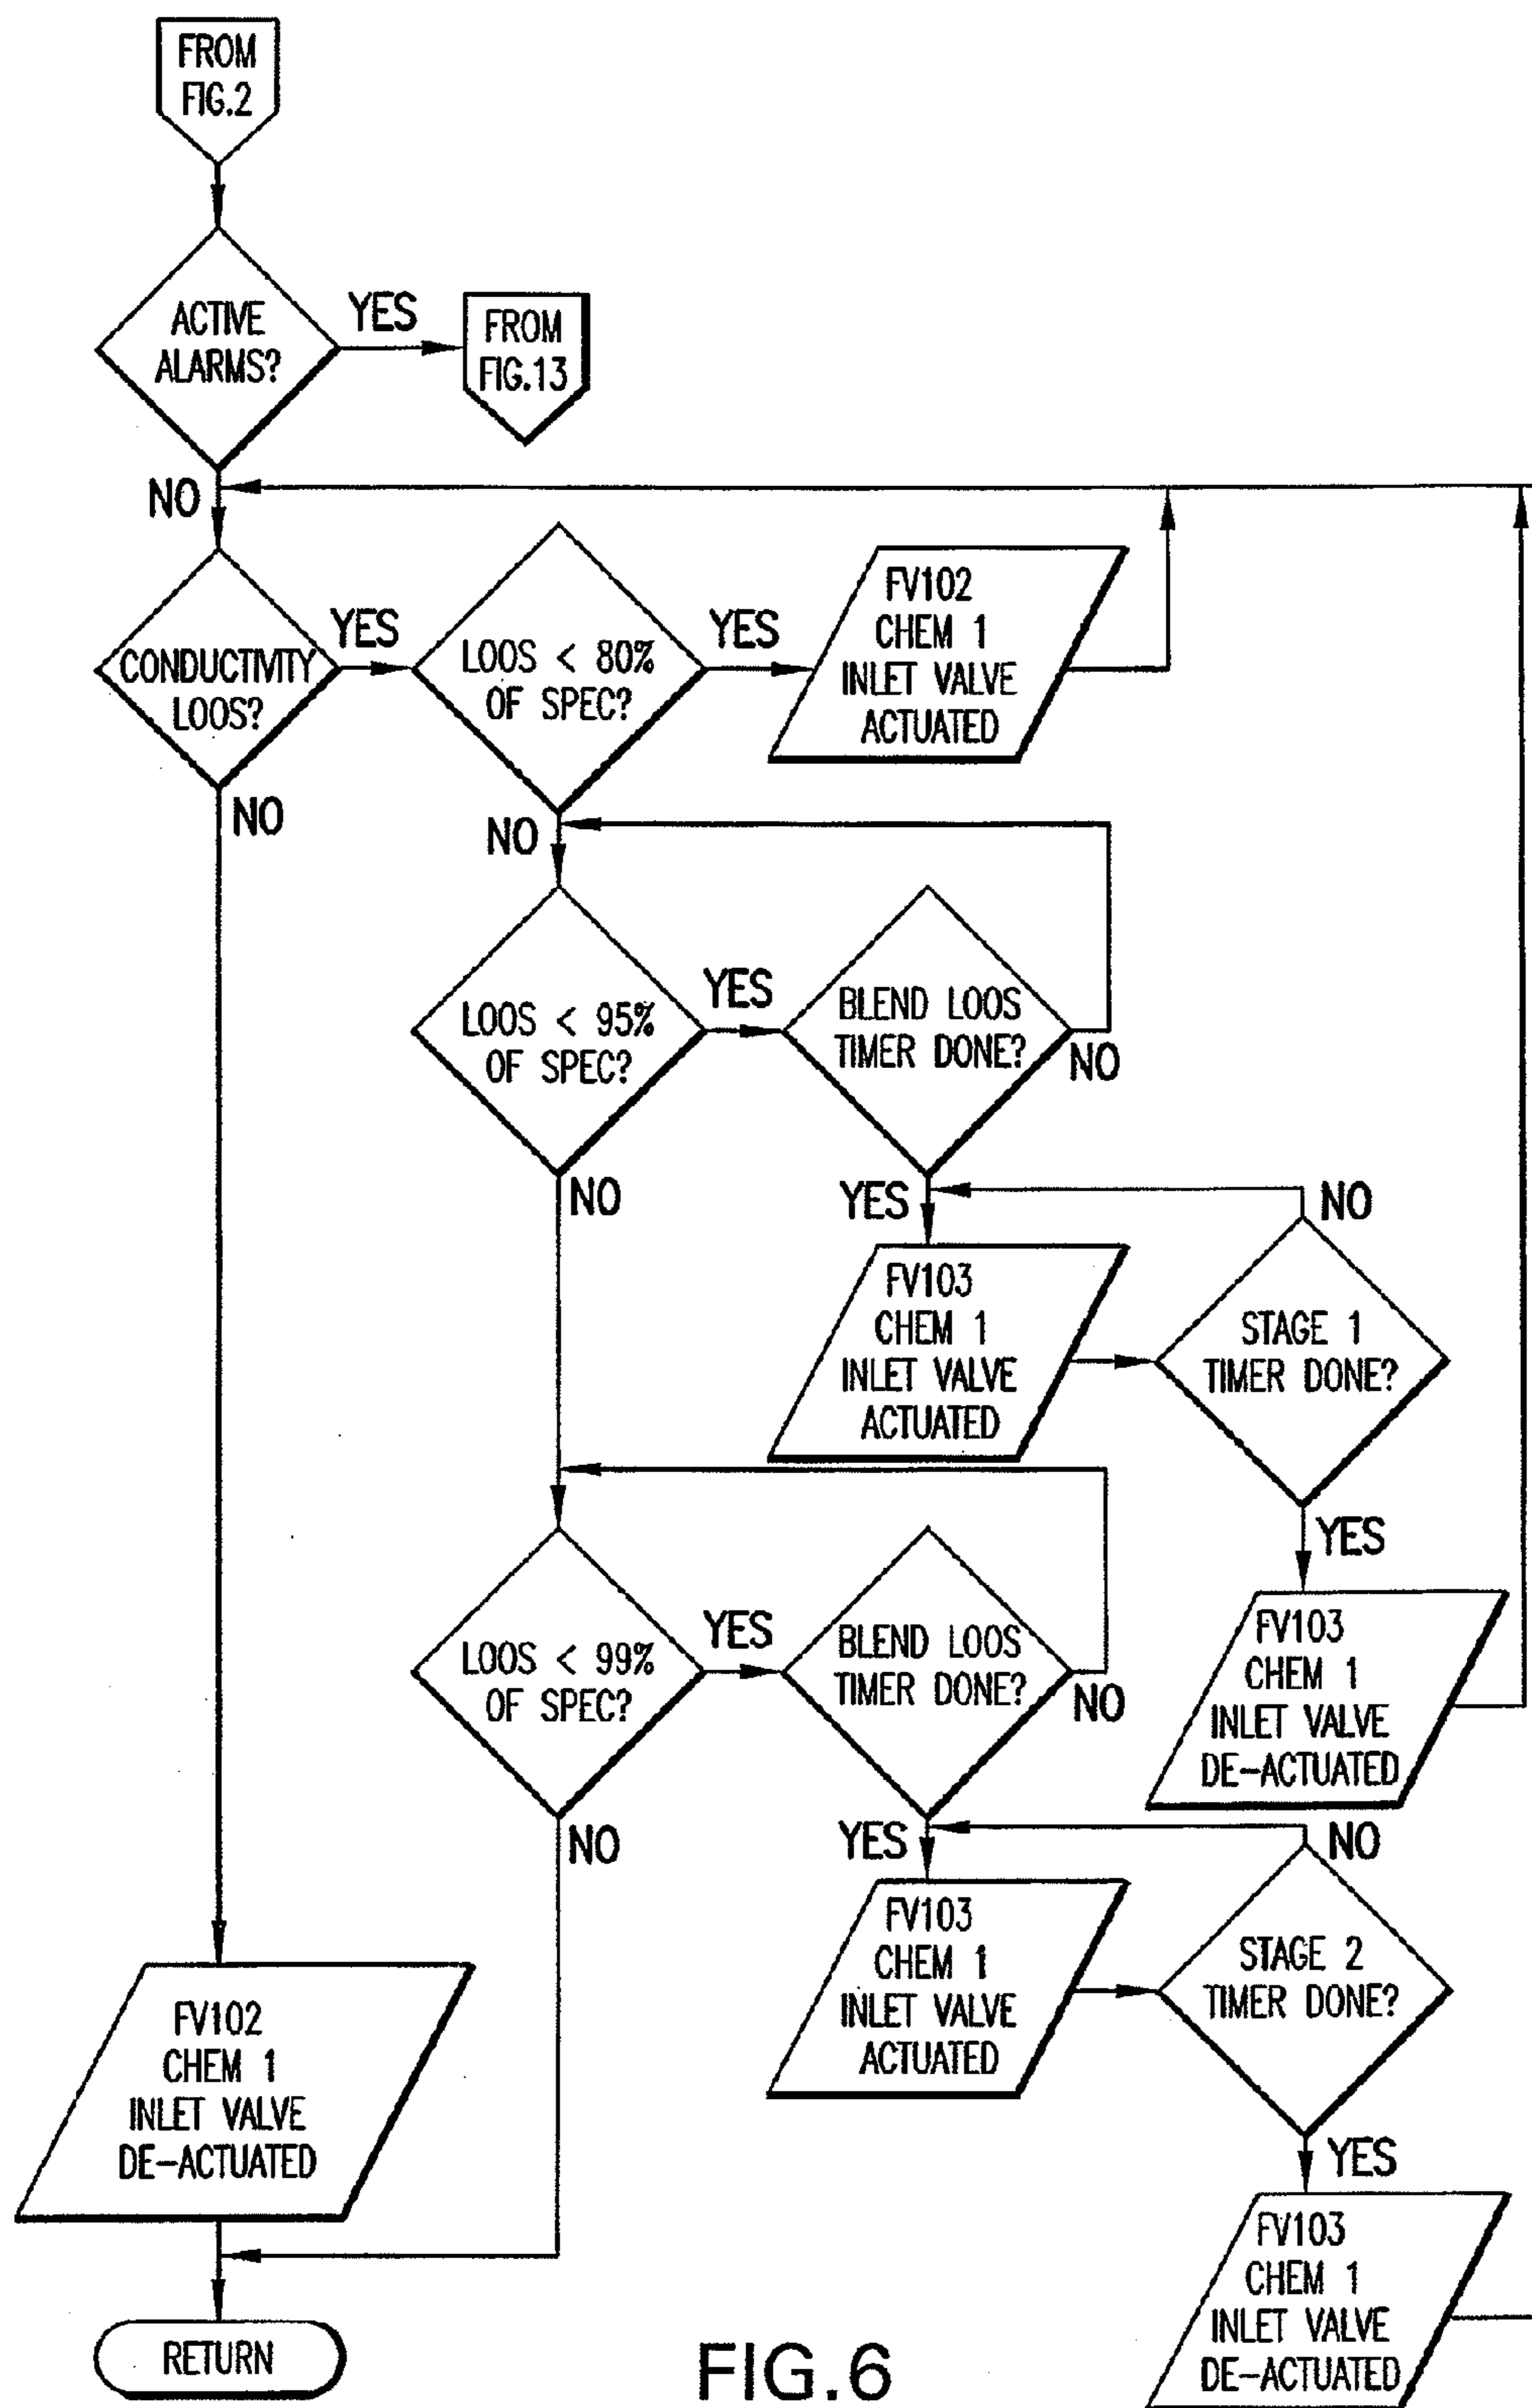 FROM
FIG.2
ACTIVE
ALARMS?
YES
FROM
FIG.13
NO
CONDUCTIVITY
LOOS?
YES
LOOS < 80%
OF SPEC?
YES
FV102
CHEM 1
INLET VALVE
ACTUATED
NO
NO
LOOS < 95%
OF SPEC?
YES
BLEND LOOS
TIMER DONE?
NO
NO
YES
FV103
CHEM 1
INLET VALVE
ACTUATED
NO
STAGE 1
TIMER DONE?
YES
FV103
CHEM 1
INLET VALVE
DE-ACTUATED
LOOS < 99%
OF SPEC?
YES
BLEND LOOS
TIMER DONE?
NO
NO
YES
FV103
CHEM 1
INLET VALVE
ACTUATED
NO
STAGE 2
TIMER DONE?
YES
FV103
CHEM 1
INLET VALVE
DE-ACTUATED
FV102
CHEM 1
INLET VALVE
DE-ACTUATED
RETURN
FIG.6